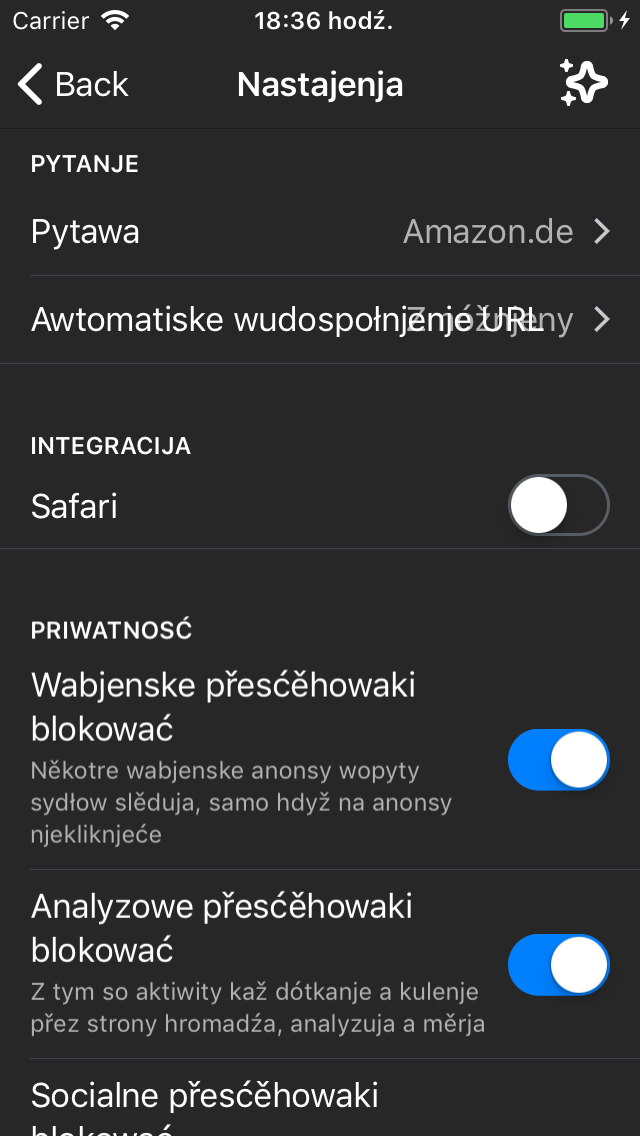 Carrier 18:36 hodź.
Back Nastajenja
PYTANJE
Pytawa Amazon.de
Awtomatiske wudospołnjenje URL Zmóžnjeny
INTEGRACIJA
Safari
PRIWATNOSĆ
Wabjenske přesćěhowaki
blokować
Někotre wabjenske anonsy wopyty
sydłow slěduja, samo hdyž na anonsy
njekliknjeće
Analyzowe přesćěhowaki
blokować
Z tym so aktiwity kaž dótkanje a kulenje
přez strony hromadźa, analyzuja a měrja
Socialne přesćěhowaki
blokować